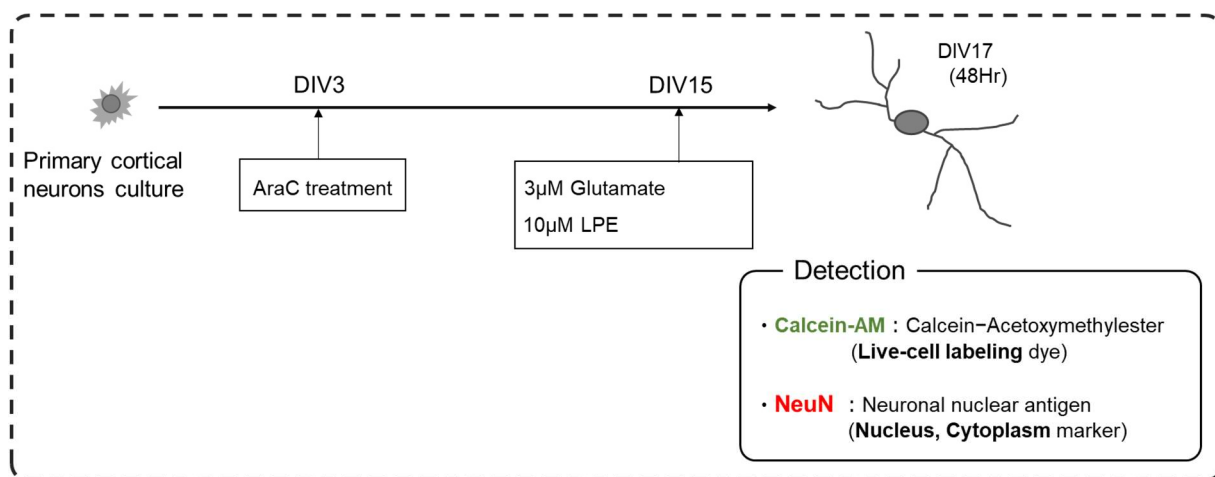 DIV3
DIV15
DIV17
(48Hr)
Primary cortical
neurons culture
AraC treatment
3µM Glutamate
10µM LPE
Detection
・Calcein-AM : Calcein−Acetoxymethylester
(Live-cell labeling dye)
・NeuN : Neuronal nuclear antigen
(Nucleus, Cytoplasm marker)